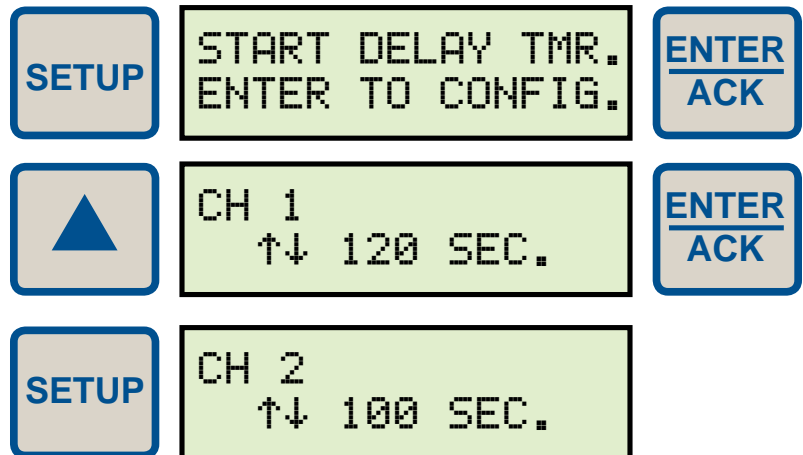 SETUP
START DELAY TMR.
ENTER TO CONFIG.
ENTER
ACK
CH 1
↑↓ 120 SEC.
ENTER
ACK
SETUP
CH 2
↑↓ 100 SEC.